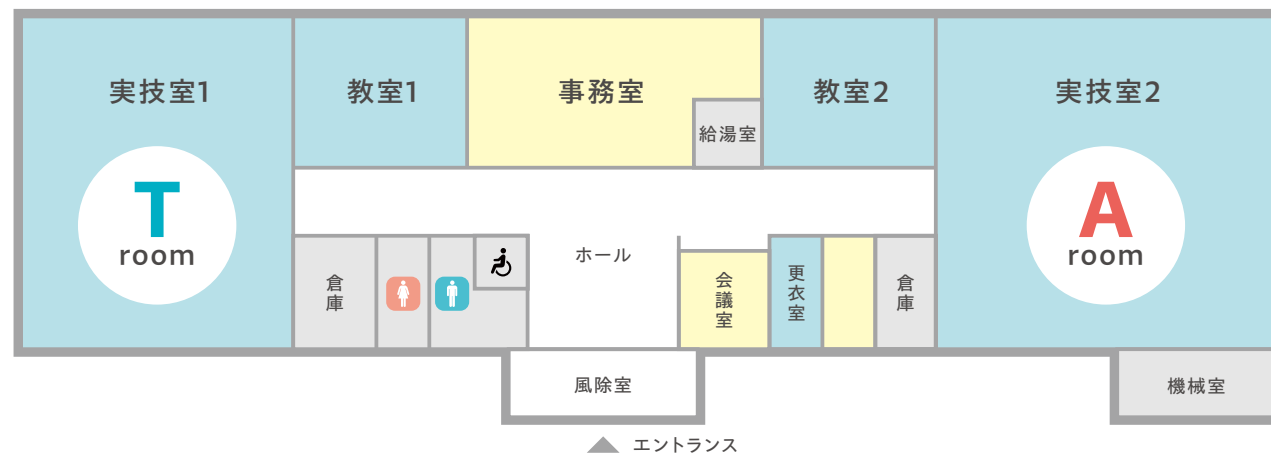 実技室1
教室1
事務室
教室2
実技室2
給湯室
T
room
A
room
ホール
倉庫
会議室
更衣室
倉庫
風除室
機械室
エントランス